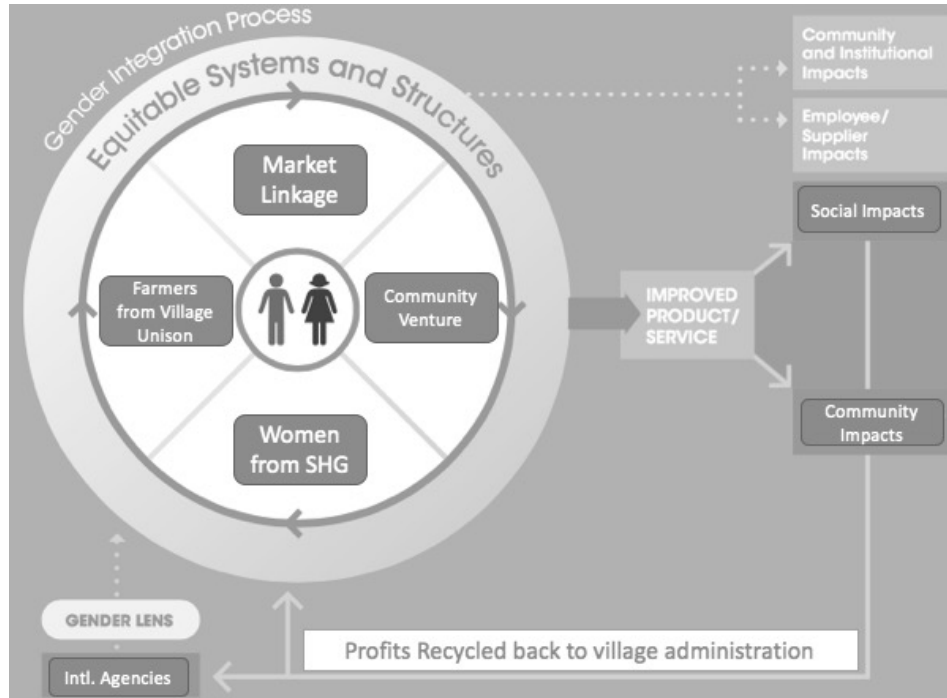 Gender Integration Process
Equitable Systems and Structures
Market
Linkage
Farmers
from Village
Unison
Community
Venture
Women
from SHG
IMPROVED
PRODUCT/
SERVICE
Community
and Institutional
Impacts
Employee/
Supplier
Impacts
Social Impacts
Community
Impacts
GENDER LENS
Intl. Agencies
Profits Recycled back to village administration